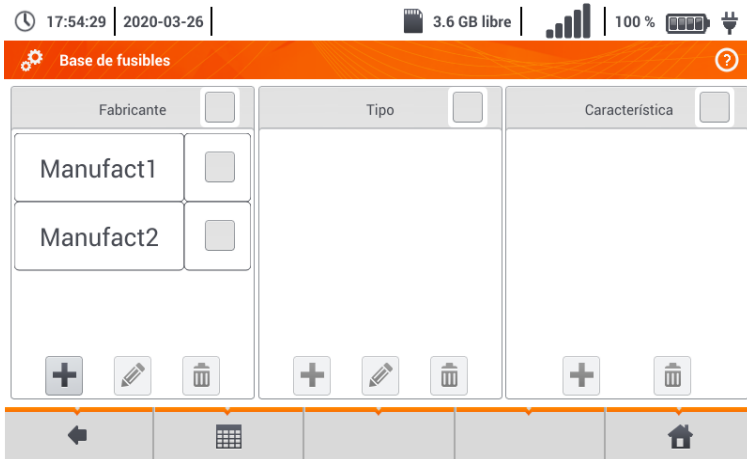 17:54:29 2020-03-26 3.6 GB libre 100 %
Base de fusibles
Fabricante Tipo Característica
Manufact1
Manufact2